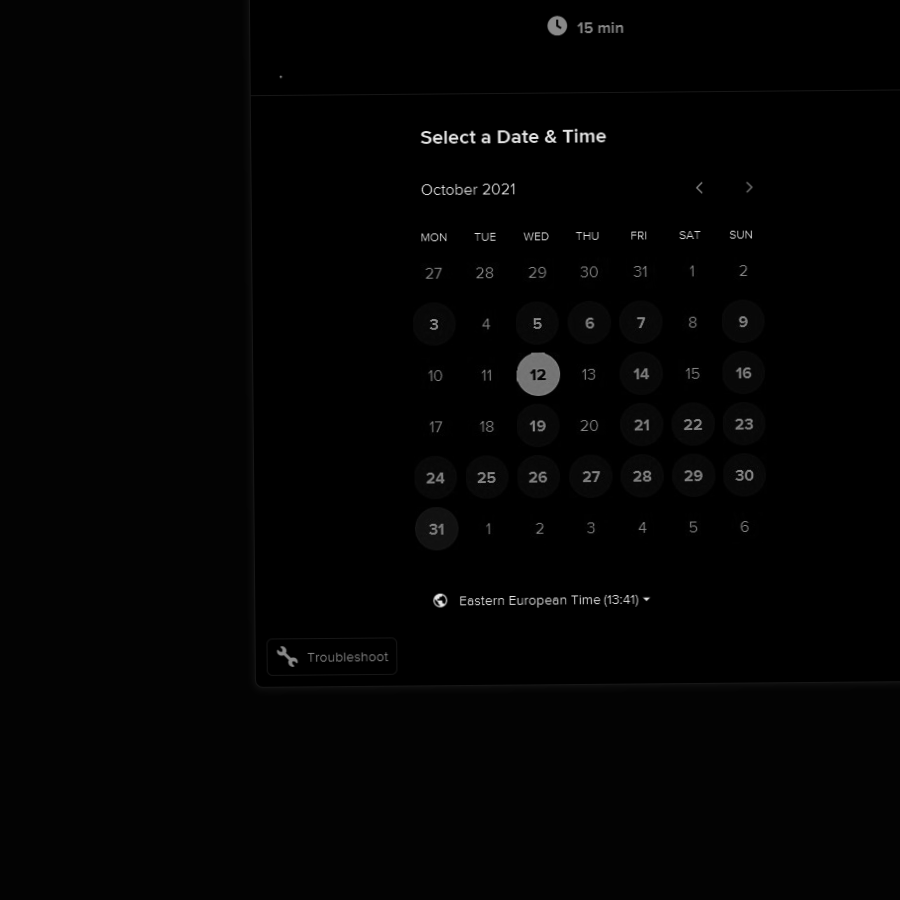 15 min
Select a Date & Time
October 2021
MON TUE WED THU FRI SAT SUN
27 28 29 30 31 1 2
3 4 5 6 7 8 9
10 11 12 13 14 15 16
17 18 19 20 21 22 23
24 25 26 27 28 29 30
31 1 2 3 4 5 6
Eastern European Time (13:41)
Troubleshoot